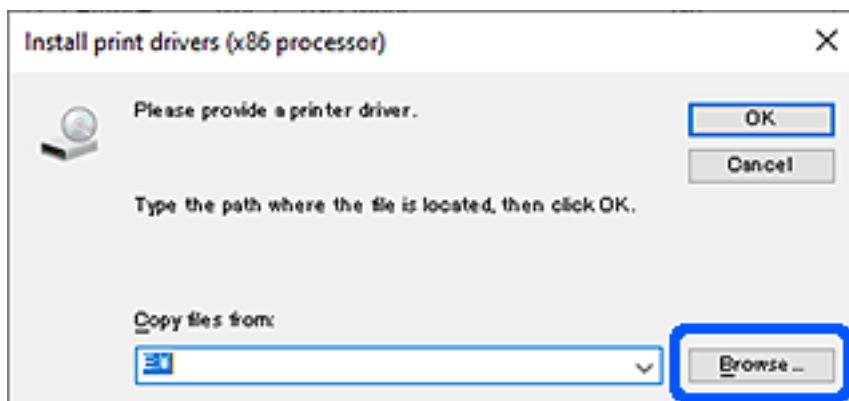 Install print drivers (x86 processor)
Please provide a printer driver.
OK
Cancel
Type the path where the file is located, then click OK.
Copy files from:
Browse...